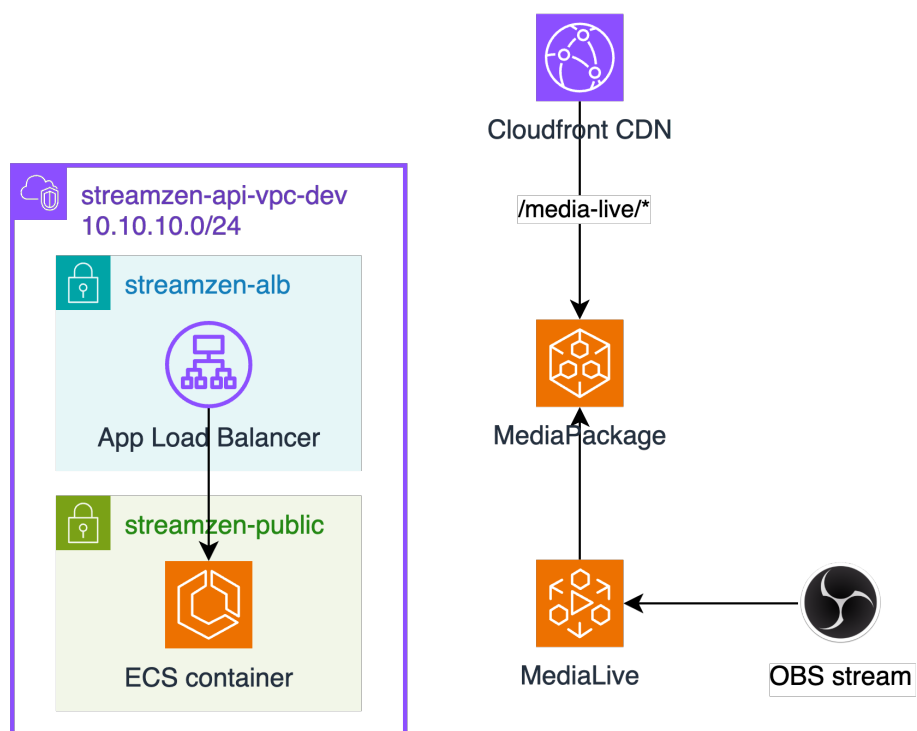 Cloudfront CDN
streamzen-api-vpc-dev
10.10.10.0/24
/media-live/*
streamzen-alb
App Load Balancer
MediaPackage
streamzen-public
ECS container
MediaLive
OBS stream